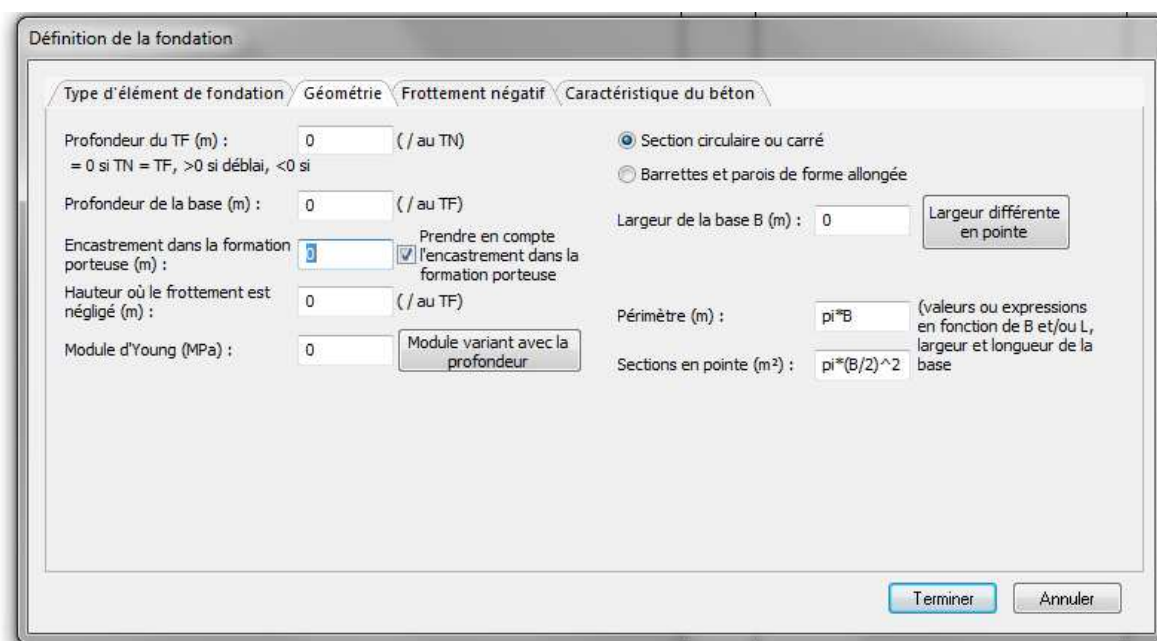 Définition de la fondation
Type d'élément de fondation
Géométrie
Frottement négatif
Caractéristique du béton
Profondeur du TF (m) :
0
( / au TN)
= 0 si TN = TF, >0 si déblai, <0 si
Profondeur de la base (m) :
0
( / au TF)
Encastrement dans la formation
porteuse (m) :
0
Prendre en compte
l'encastrement dans la
formation porteuse
Hauteur où le frottement est
négligé (m) :
0
( / au TF)
Module d'Young (MPa) :
0
Module variant avec la
profondeur
Section circulaire ou carré
Barrettes et parois de forme allongée
Largeur de la base B (m) :
0
Largeur différente
en pointe
Périmètre (m) :
pi*B
Sections en pointe (m²) :
pi*(B/2)^2
(valeurs ou expressions
en fonction de B et/ou L,
largeur et longueur de la
base
Terminer
Annuler